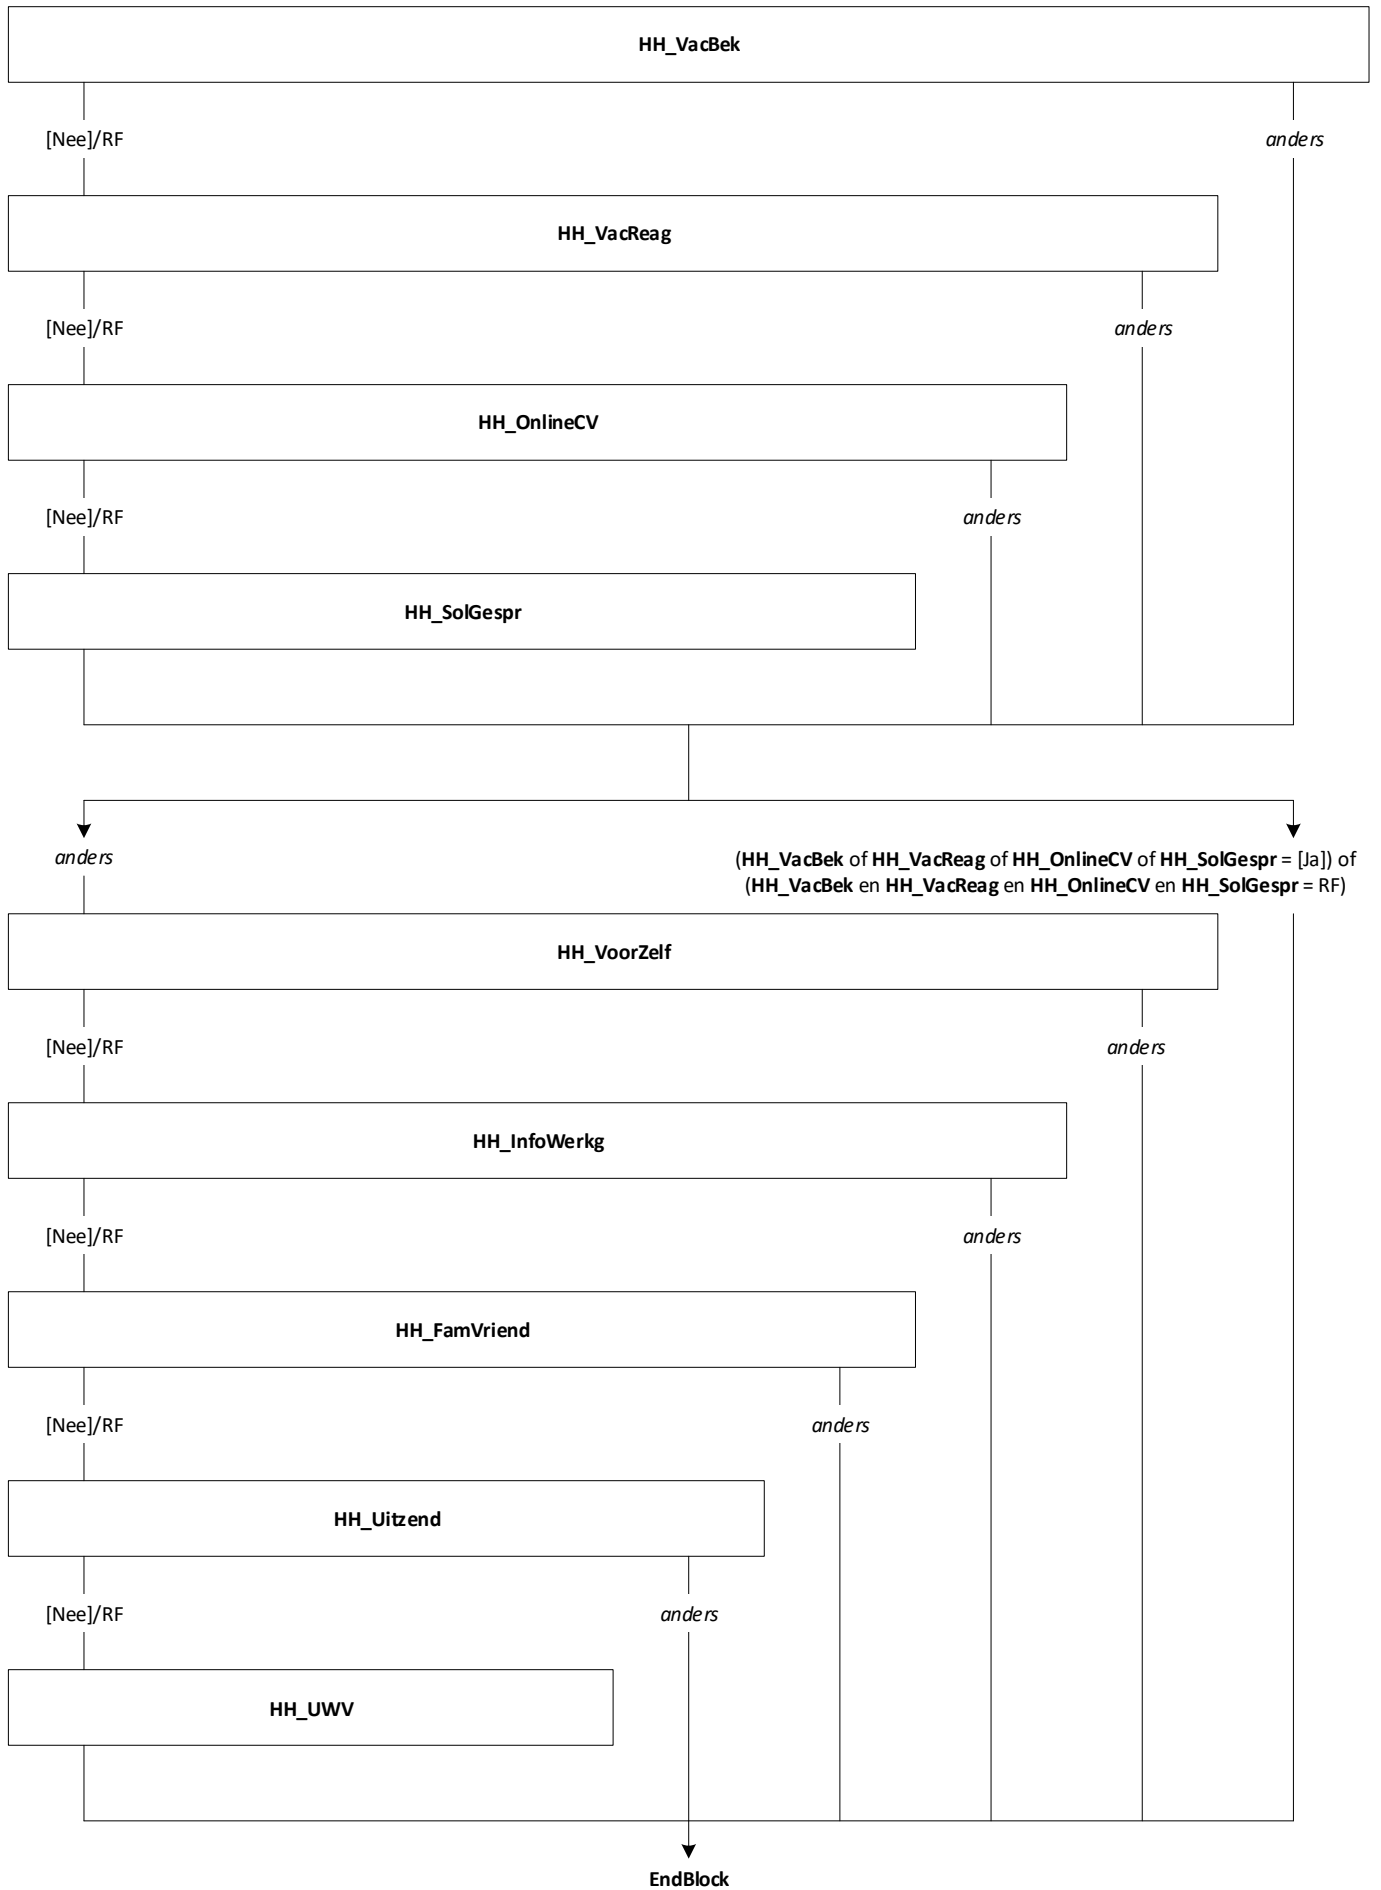 HH_VacBek
[Nee]/RF
anders
HH_VacReag
[Nee]/RF
anders
HH_OnlineCV
[Nee]/RF
anders
HH_SolGespr
anders
(HH_VacBek of HH_VacReag of HH_OnlineCV of HH_SolGespr = [Ja]) of
(HH_VacBek en HH_VacReag en HH_OnlineCV en HH_SolGespr = RF)
HH_VoorZelf
[Nee]/RF
anders
HH_InfoWerkg
[Nee]/RF
anders
HH_FamVriend
[Nee]/RF
anders
HH_Uitzend
[Nee]/RF
anders
HH_UWV
EndBlock